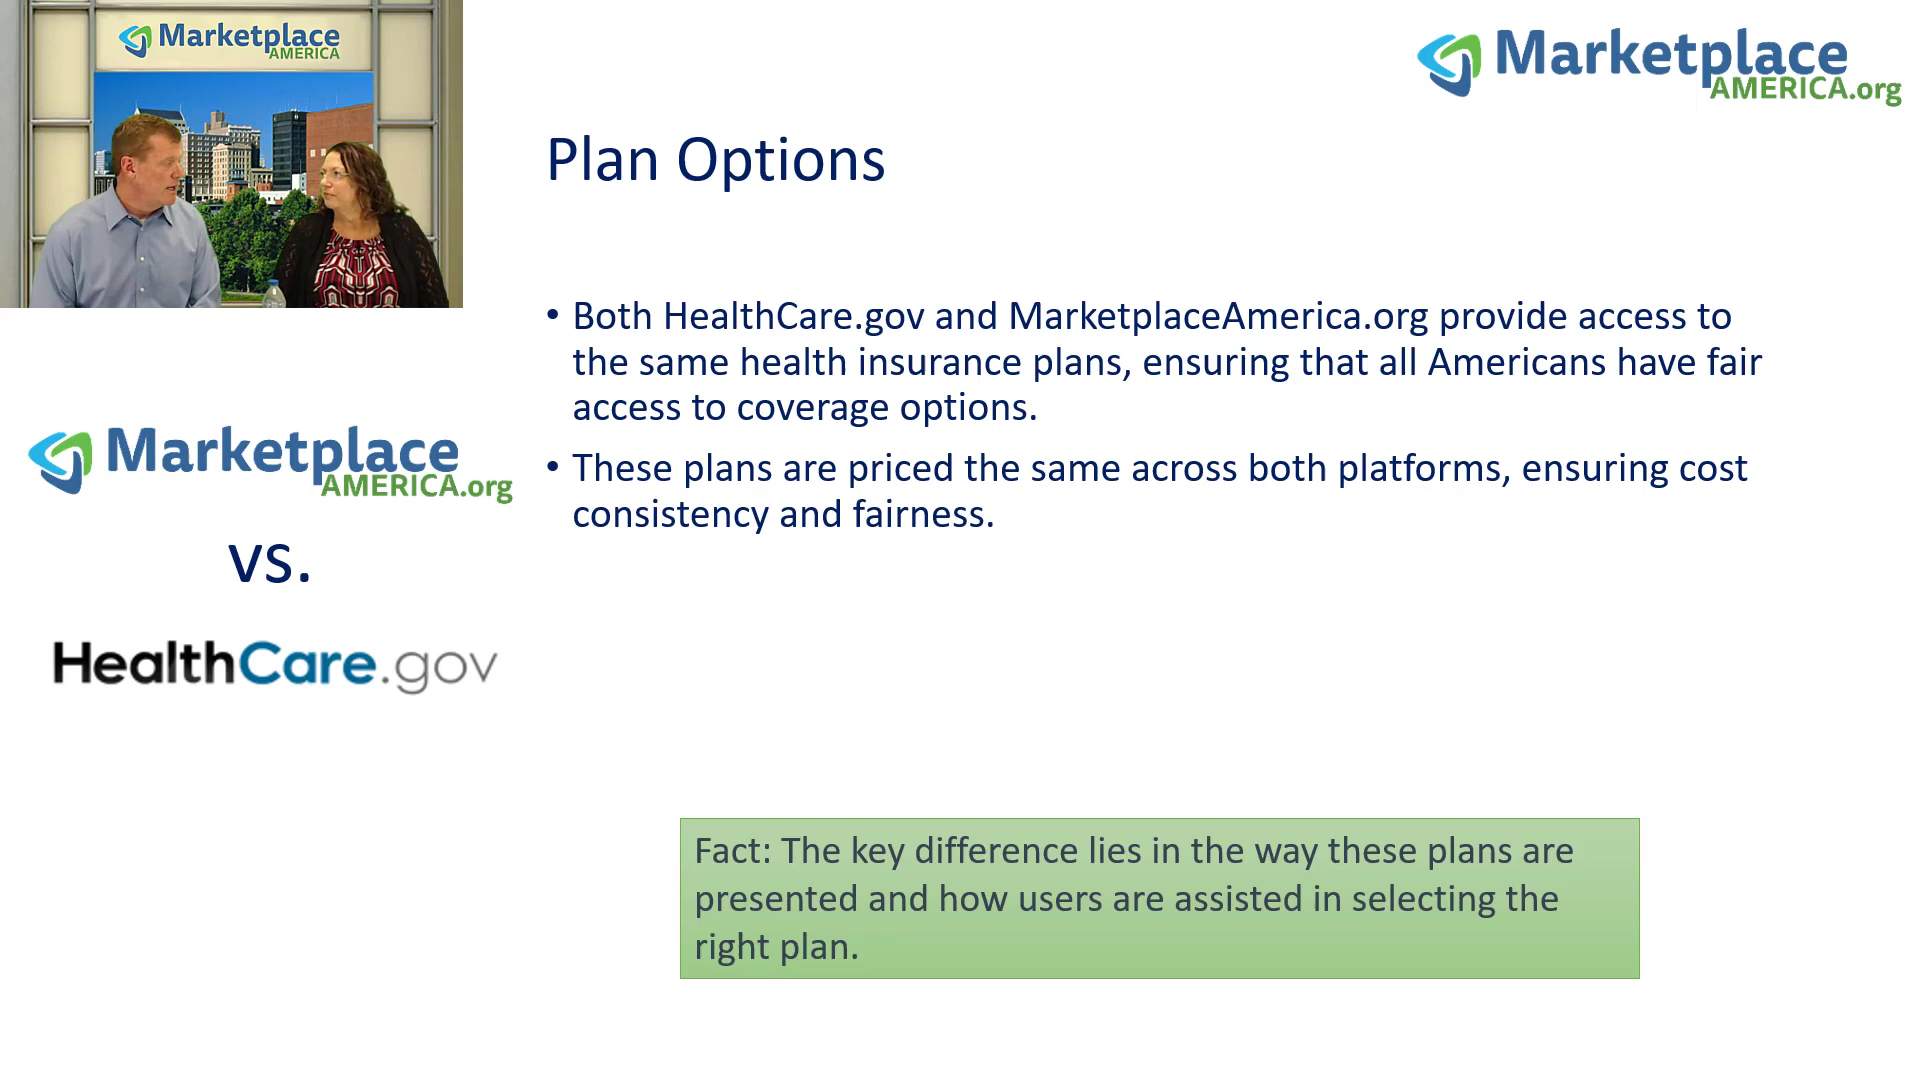 Marketplace
AMERICA
Marketplace
AMERICA.org
Plan Options
• Both HealthCare.gov and MarketplaceAmerica.org provide access to
the same health insurance plans, ensuring that all Americans have fair
access to coverage options.
• These plans are priced the same across both platforms, ensuring cost
consistency and fairness.
Marketplace
AMERICA.org
vs.
HealthCare.gov
Fact: The key difference lies in the way these plans are
presented and how users are assisted in selecting the
right plan.